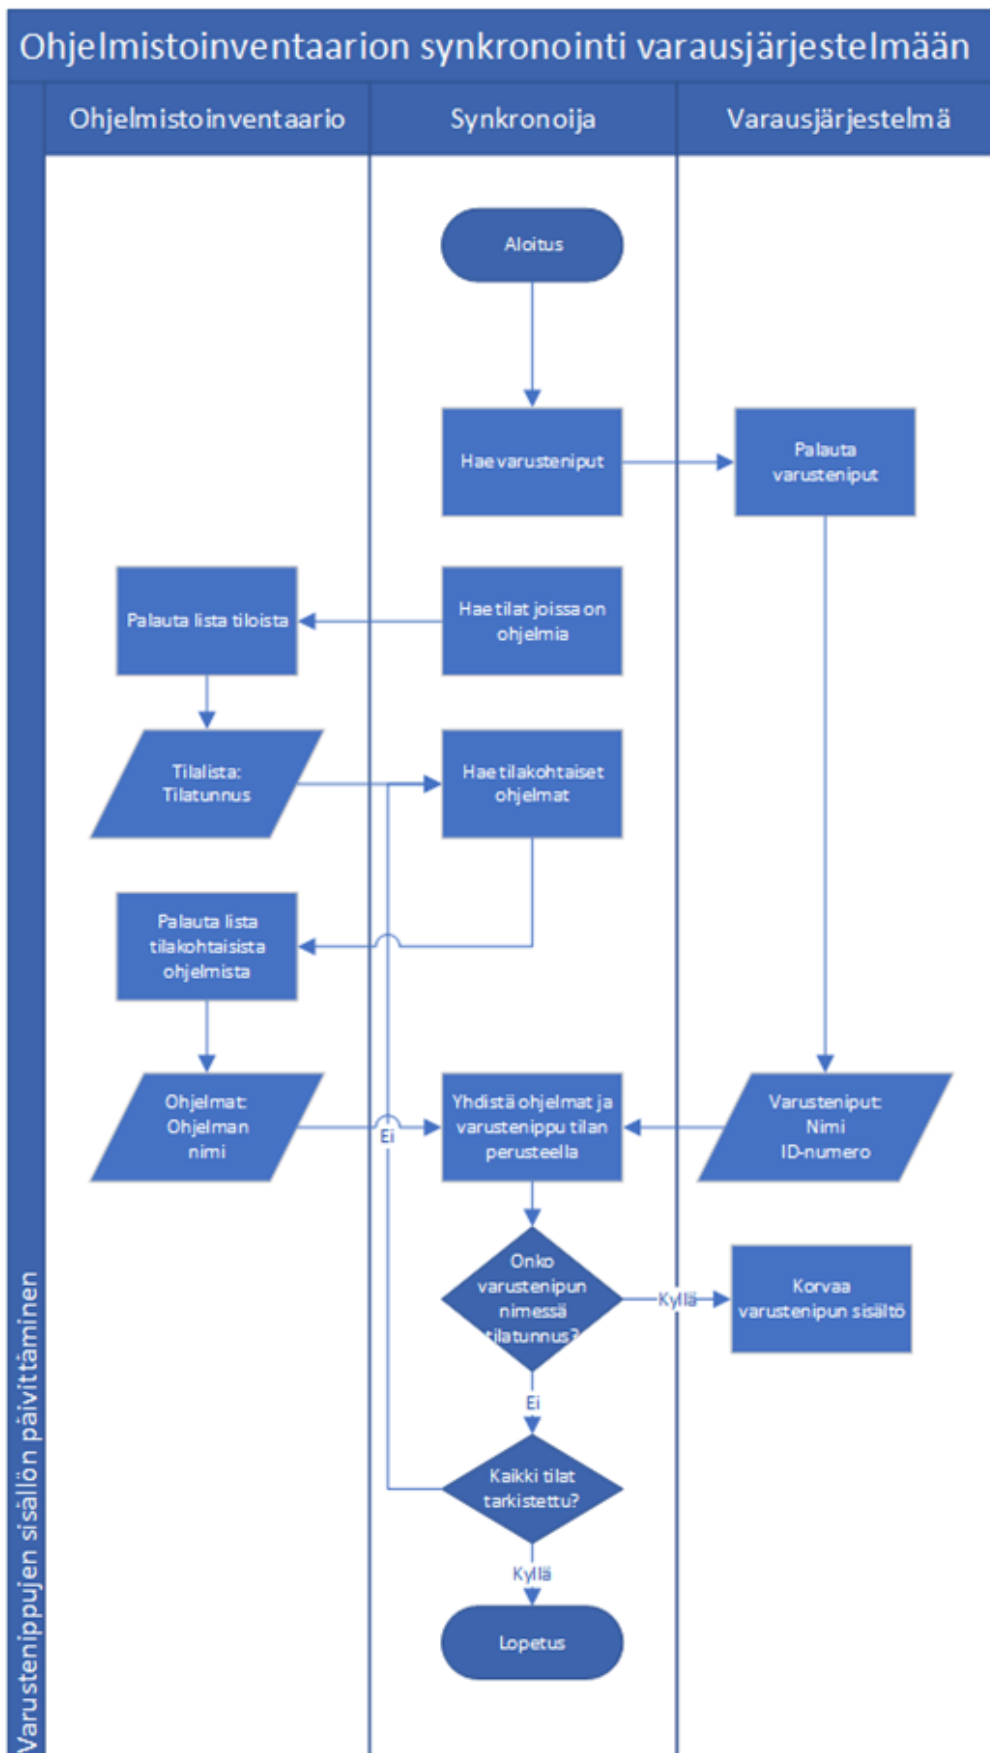 Ohjelmistoinventaarion synkronointi varausjärjestelmään
Ohjelmistoinventaario
Synkronoija
Varausjärjestelmä
Varustenippujen sisällön päivittäminen
Aloitus
Hae varusteniput
Palauta
varusteniput
Palauta lista tiloista
Hae tilat joissa on
ohjelmia
Tilalista:
Tilatunnus
Hae tilakohtaiset
ohjelmat
Palauta lista
tilakohtaisista
ohjelmista
Ohjelmat:
Ohjelman
nimi
Ei
Yhdistä ohjelmat ja
varustenippu tilan
perusteella
Varusteniput:
Nimi
ID-numero
Onko
varustenipun
nimessä
tilatunnus?
Kyllä
Korvaa
varustenipun sisältö
Ei
Kaikki tilat
tarkistettu?
Kyllä
Lopetus